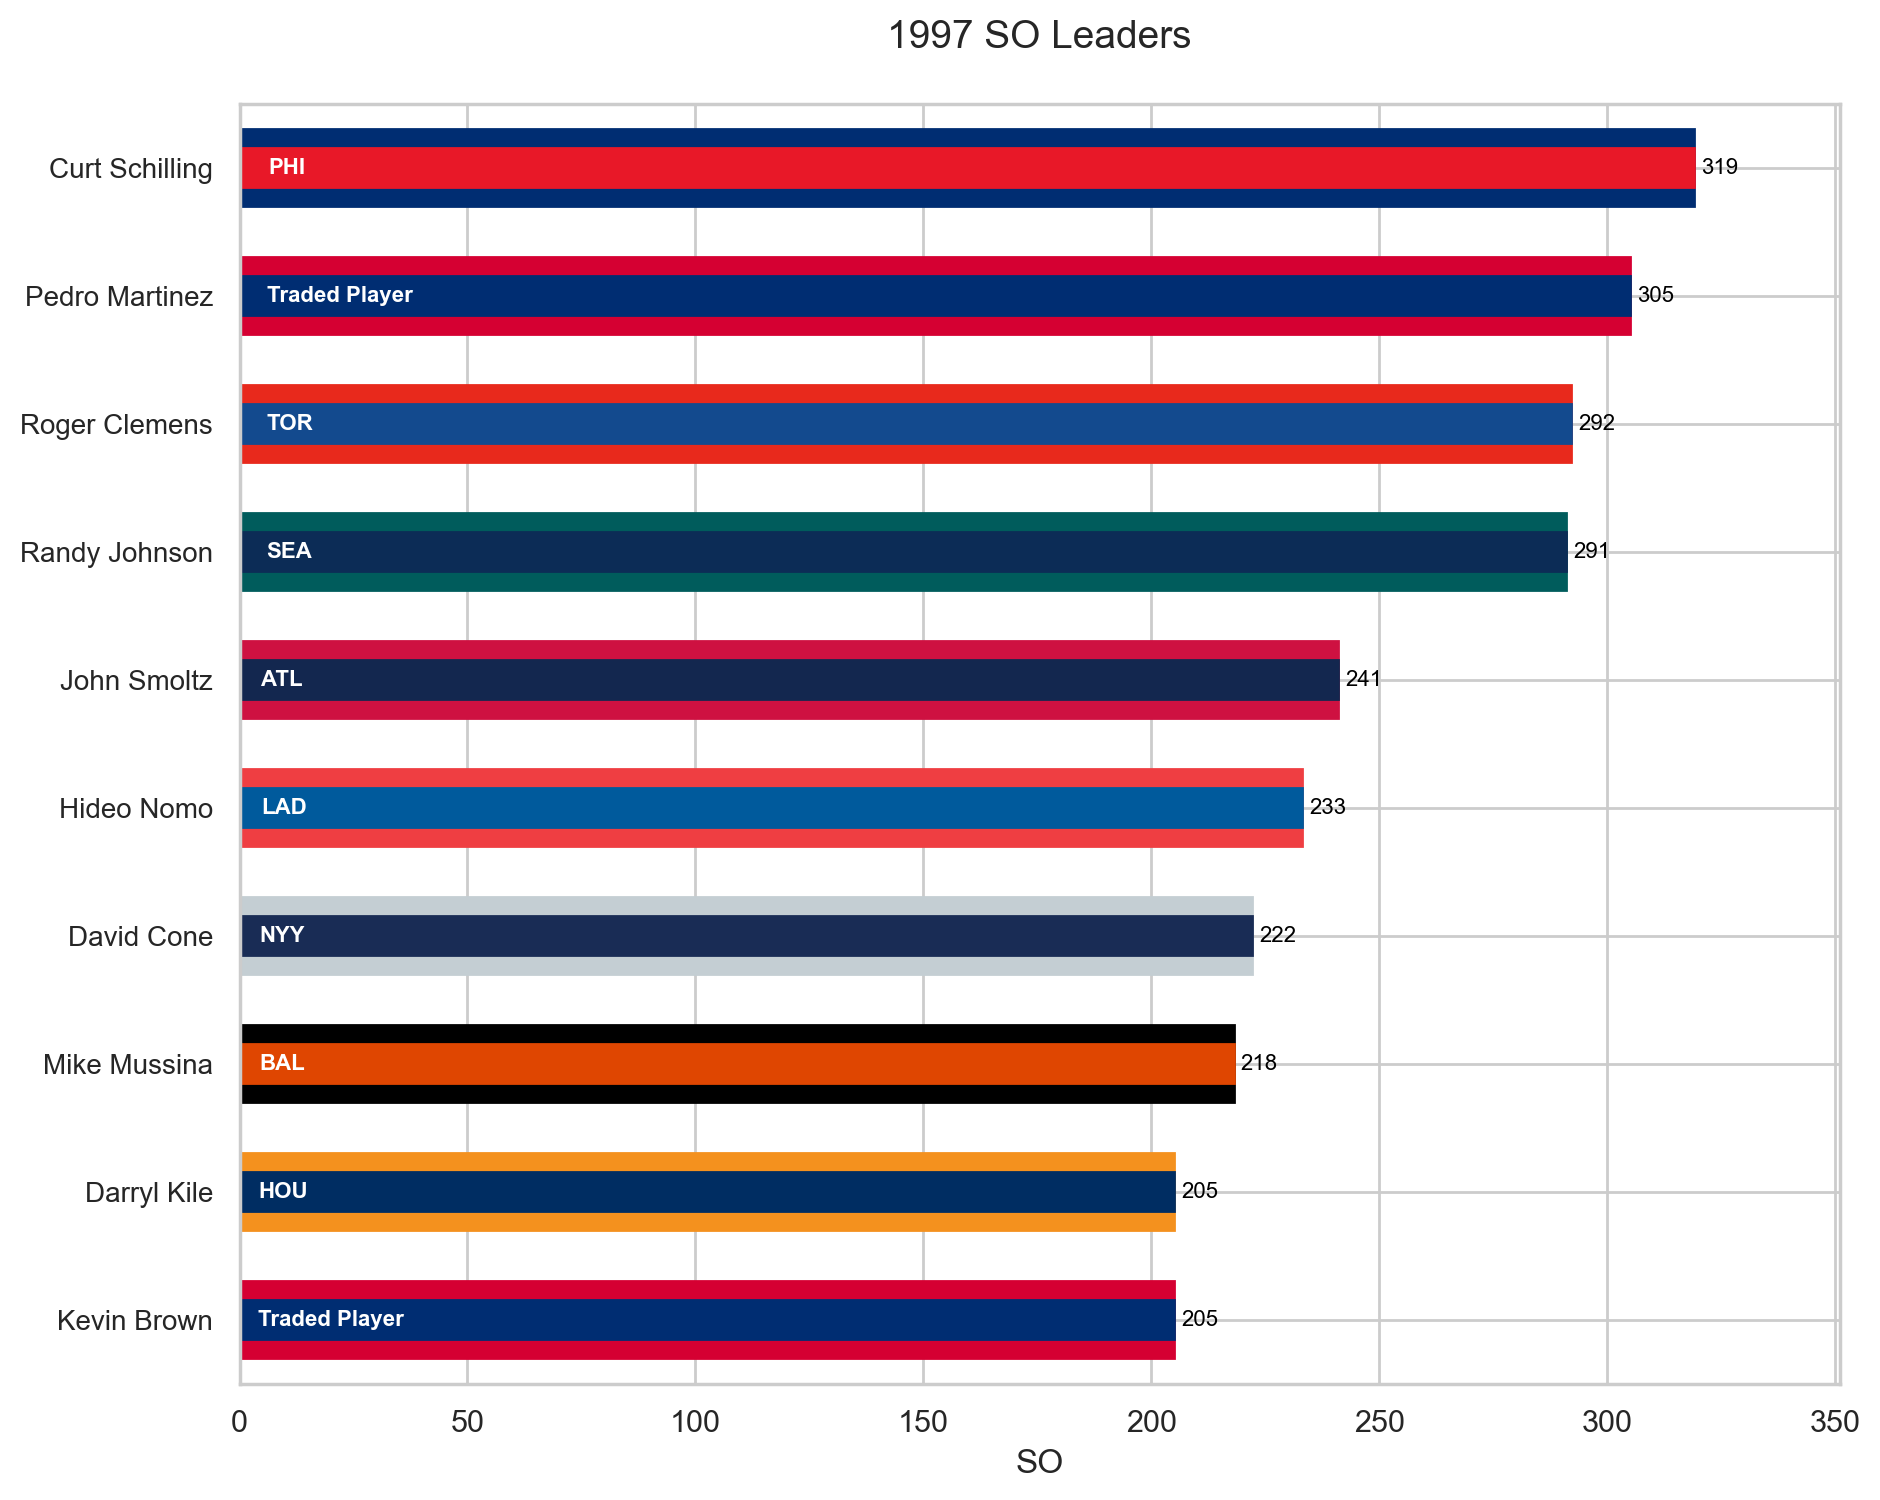 1997 SO Leaders
Curt Schilling PHI 319
Pedro Martinez Traded Player 305
Roger Clemens TOR 292
Randy Johnson SEA 291
John Smoltz ATL 241
Hideo Nomo LAD 233
David Cone NYY 222
Mike Mussina BAL 218
Darryl Kile HOU 205
Kevin Brown Traded Player 205
0 50 100 150 200 250 300 350
SO